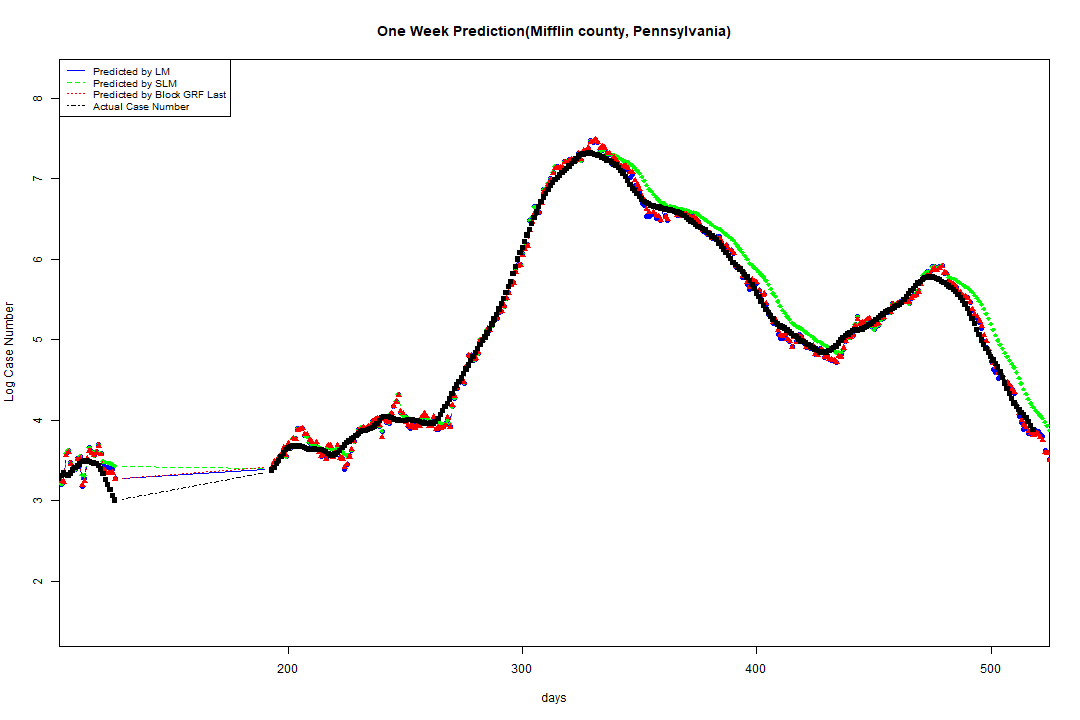 One Week Prediction(Mifflin county, Pennsylvania)
Predicted by LM
Predicted by SLM
Predicted by Block GRF Last
Actual Case Number
8
7
6
5
4
3
2
Log Case Number
200 300 400 500
days